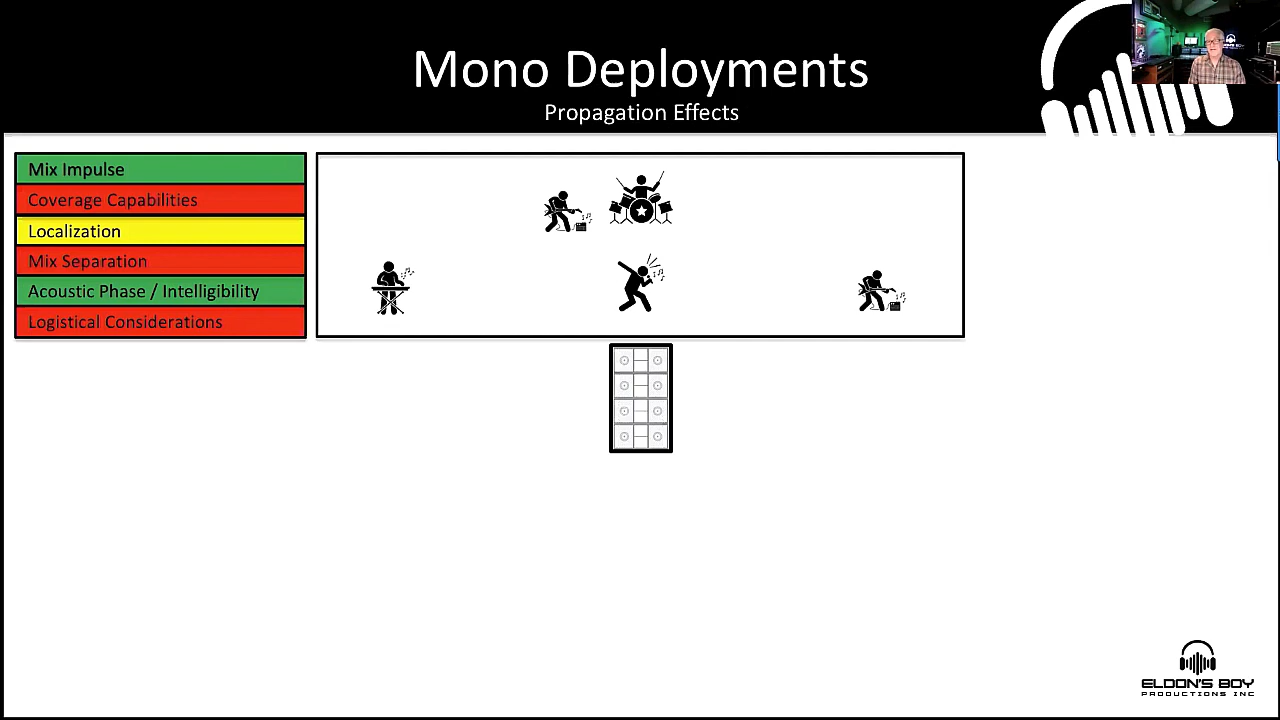 Mono Deployments
Propagation Effects
Mix Impulse
Coverage Capabilities
Localization
Mix Separation
Acoustic Phase / Intelligibility
Logistical Considerations
ELDON'S BOY
PRODUCTIONS INC